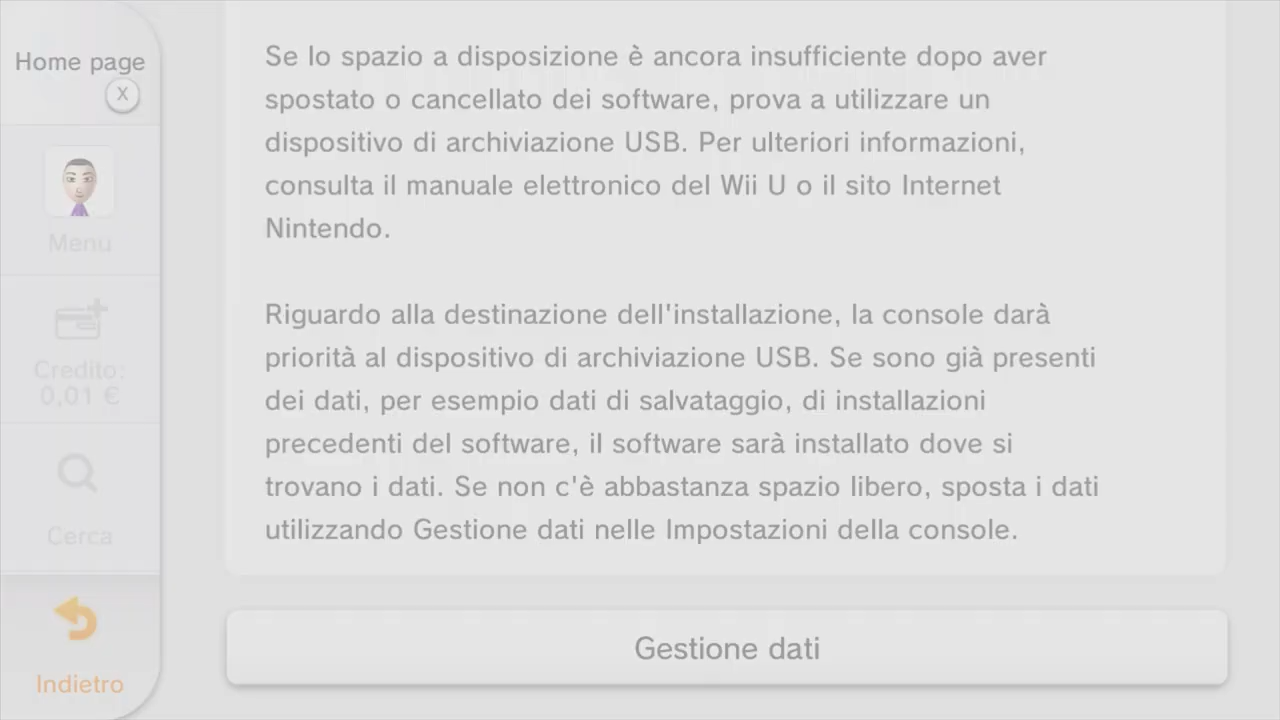 Home page
X
Menu
Credito:
0,01 €
Cerca
Indietro
Se lo spazio a disposizione è ancora insufficiente dopo aver
spostato o cancellato dei software, prova a utilizzare un
dispositivo di archiviazione USB. Per ulteriori informazioni,
consulta il manuale elettronico del Wii U o il sito Internet
Nintendo.
Riguardo alla destinazione dell'installazione, la console darà
priorità al dispositivo di archiviazione USB. Se sono già presenti
dei dati, per esempio dati di salvataggio, di installazioni
precedenti del software, il software sarà installato dove si
trovano i dati. Se non c'è abbastanza spazio libero, sposta i dati
utilizzando Gestione dati nelle Impostazioni della console.
Gestione dati